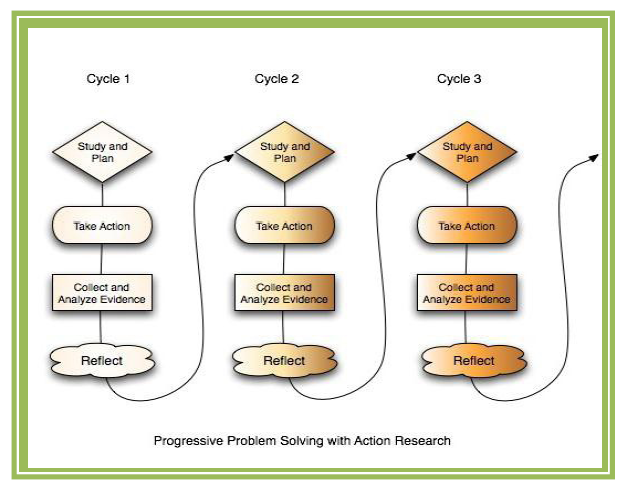 Cycle 1
Study and
Plan
Take Action
Collect and
Analyze Evidence
Reflect
Cycle 2
Study and
Plan
Take Action
Collect and
Analyze Evidence
Reflect
Cycle 3
Study and
Plan
Take Action
Collect and
Analyze Evidence
Reflect
Progressive Problem Solving with Action Research